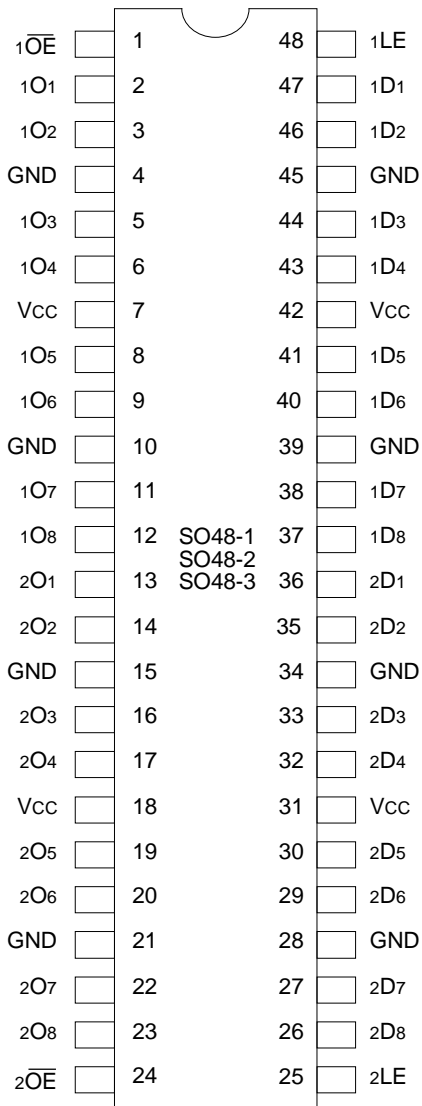 1O̅E̅ 1 48 1LE
1O1 2 47 1D1
1O2 3 46 1D2
GND 4 45 GND
1O3 5 44 1D3
1O4 6 43 1D4
VCC 7 42 VCC
1O5 8 41 1D5
1O6 9 40 1D6
GND 10 39 GND
1O7 11 38 1D7
1O8 12 SO48-1 37 1D8
SO48-2
2O1 13 SO48-3 36 2D1
2O2 14 35 2D2
GND 15 34 GND
2O3 16 33 2D3
2O4 17 32 2D4
VCC 18 31 VCC
2O5 19 30 2D5
2O6 20 29 2D6
GND 21 28 GND
2O7 22 27 2D7
2O8 23 26 2D8
2O̅E̅ 24 25 2LE